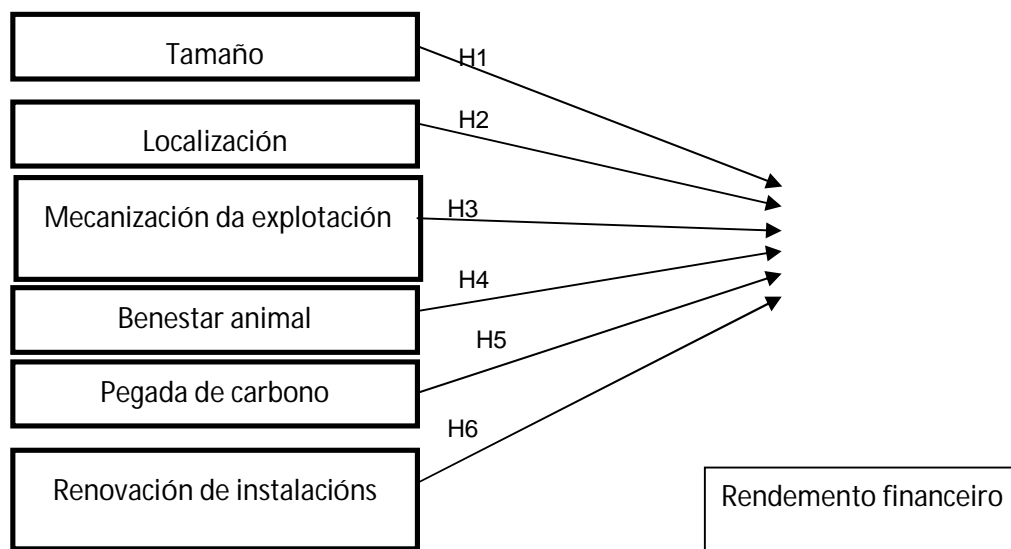 Tamaño
H1
Localización
H2
Mecanización da explotación
H3
Benestar animal
H4
Pegada de carbono
H5
Renovación de instalacións
H6
Rendemento financeiro